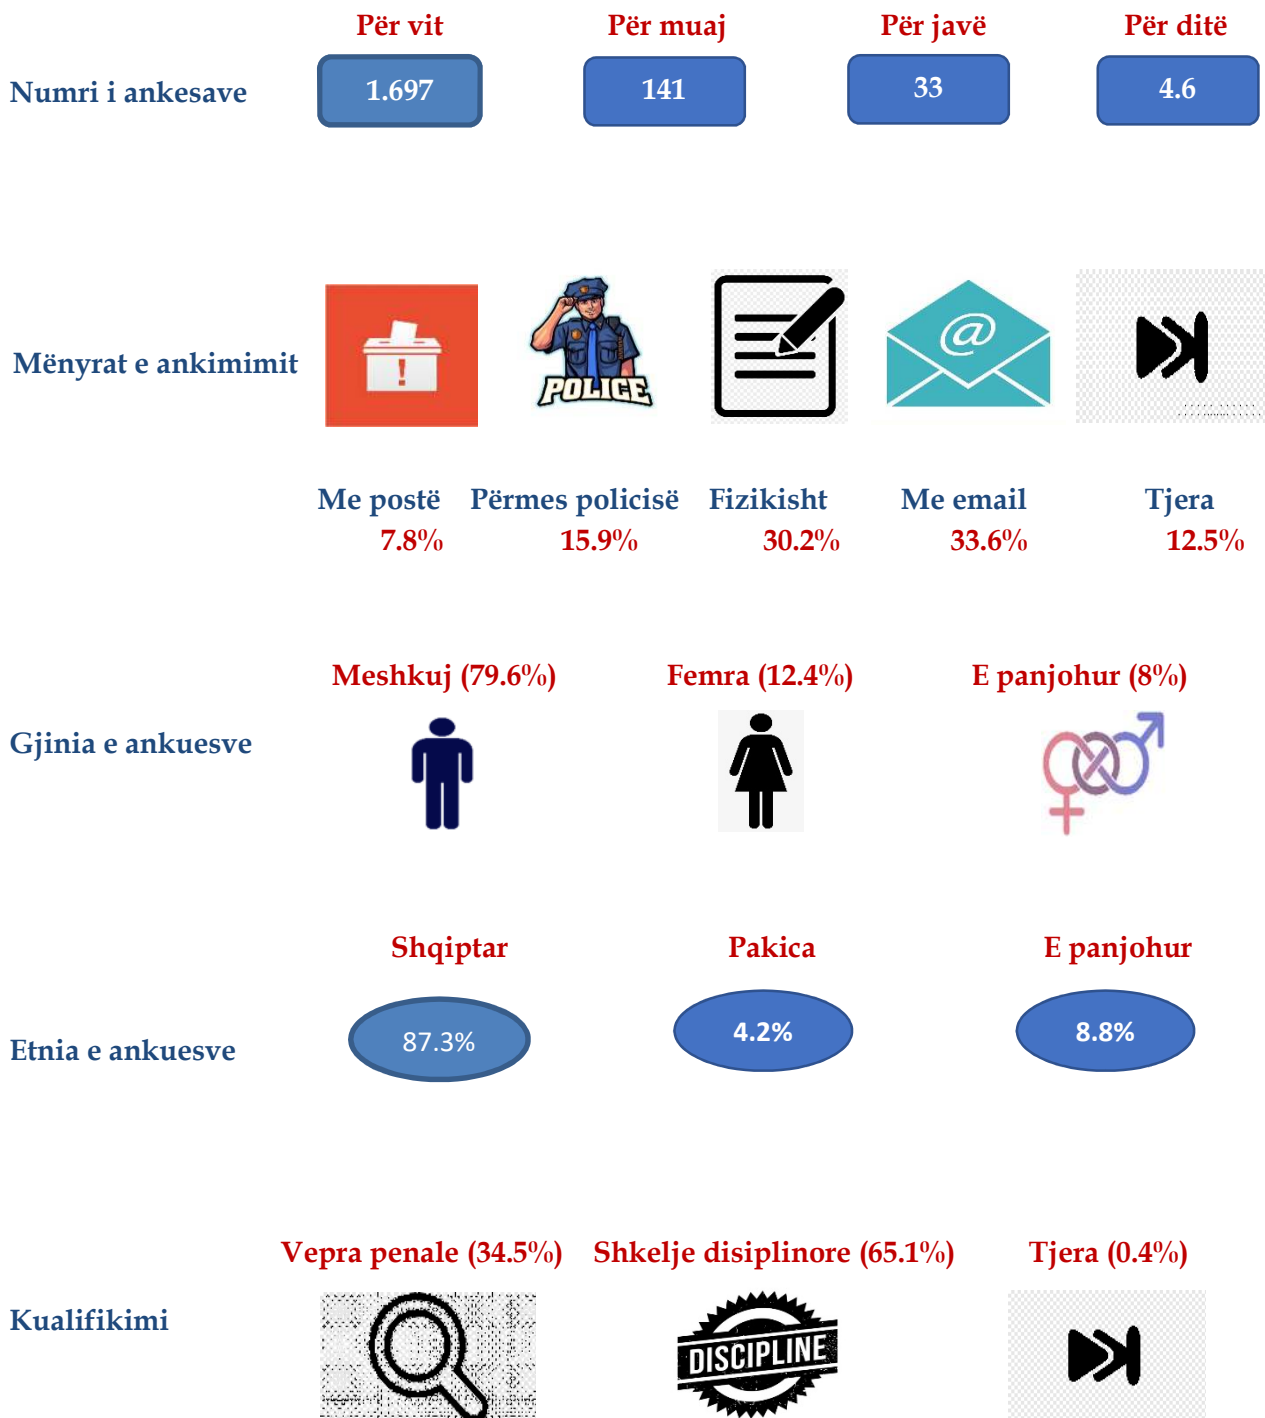 Për vit Për muaj Për javë Për ditë
Numri i ankesave 1.697 141 33 4.6
Mënyrat e ankimimit
!
POLICE
@
Me postë Përmes policisë Fizikisht Me email Tjera
7.8% 15.9% 30.2% 33.6% 12.5%
Meshkuj (79.6%) Femra (12.4%) E panjohur (8%)
Gjinia e ankuesve
Shqiptar Pakica E panjohur
Etnia e ankuesve 87.3% 4.2% 8.8%
Vepra penale (34.5%) Shkelje disiplinore (65.1%) Tjera (0.4%)
Kualifikimi
DISCIPLINE